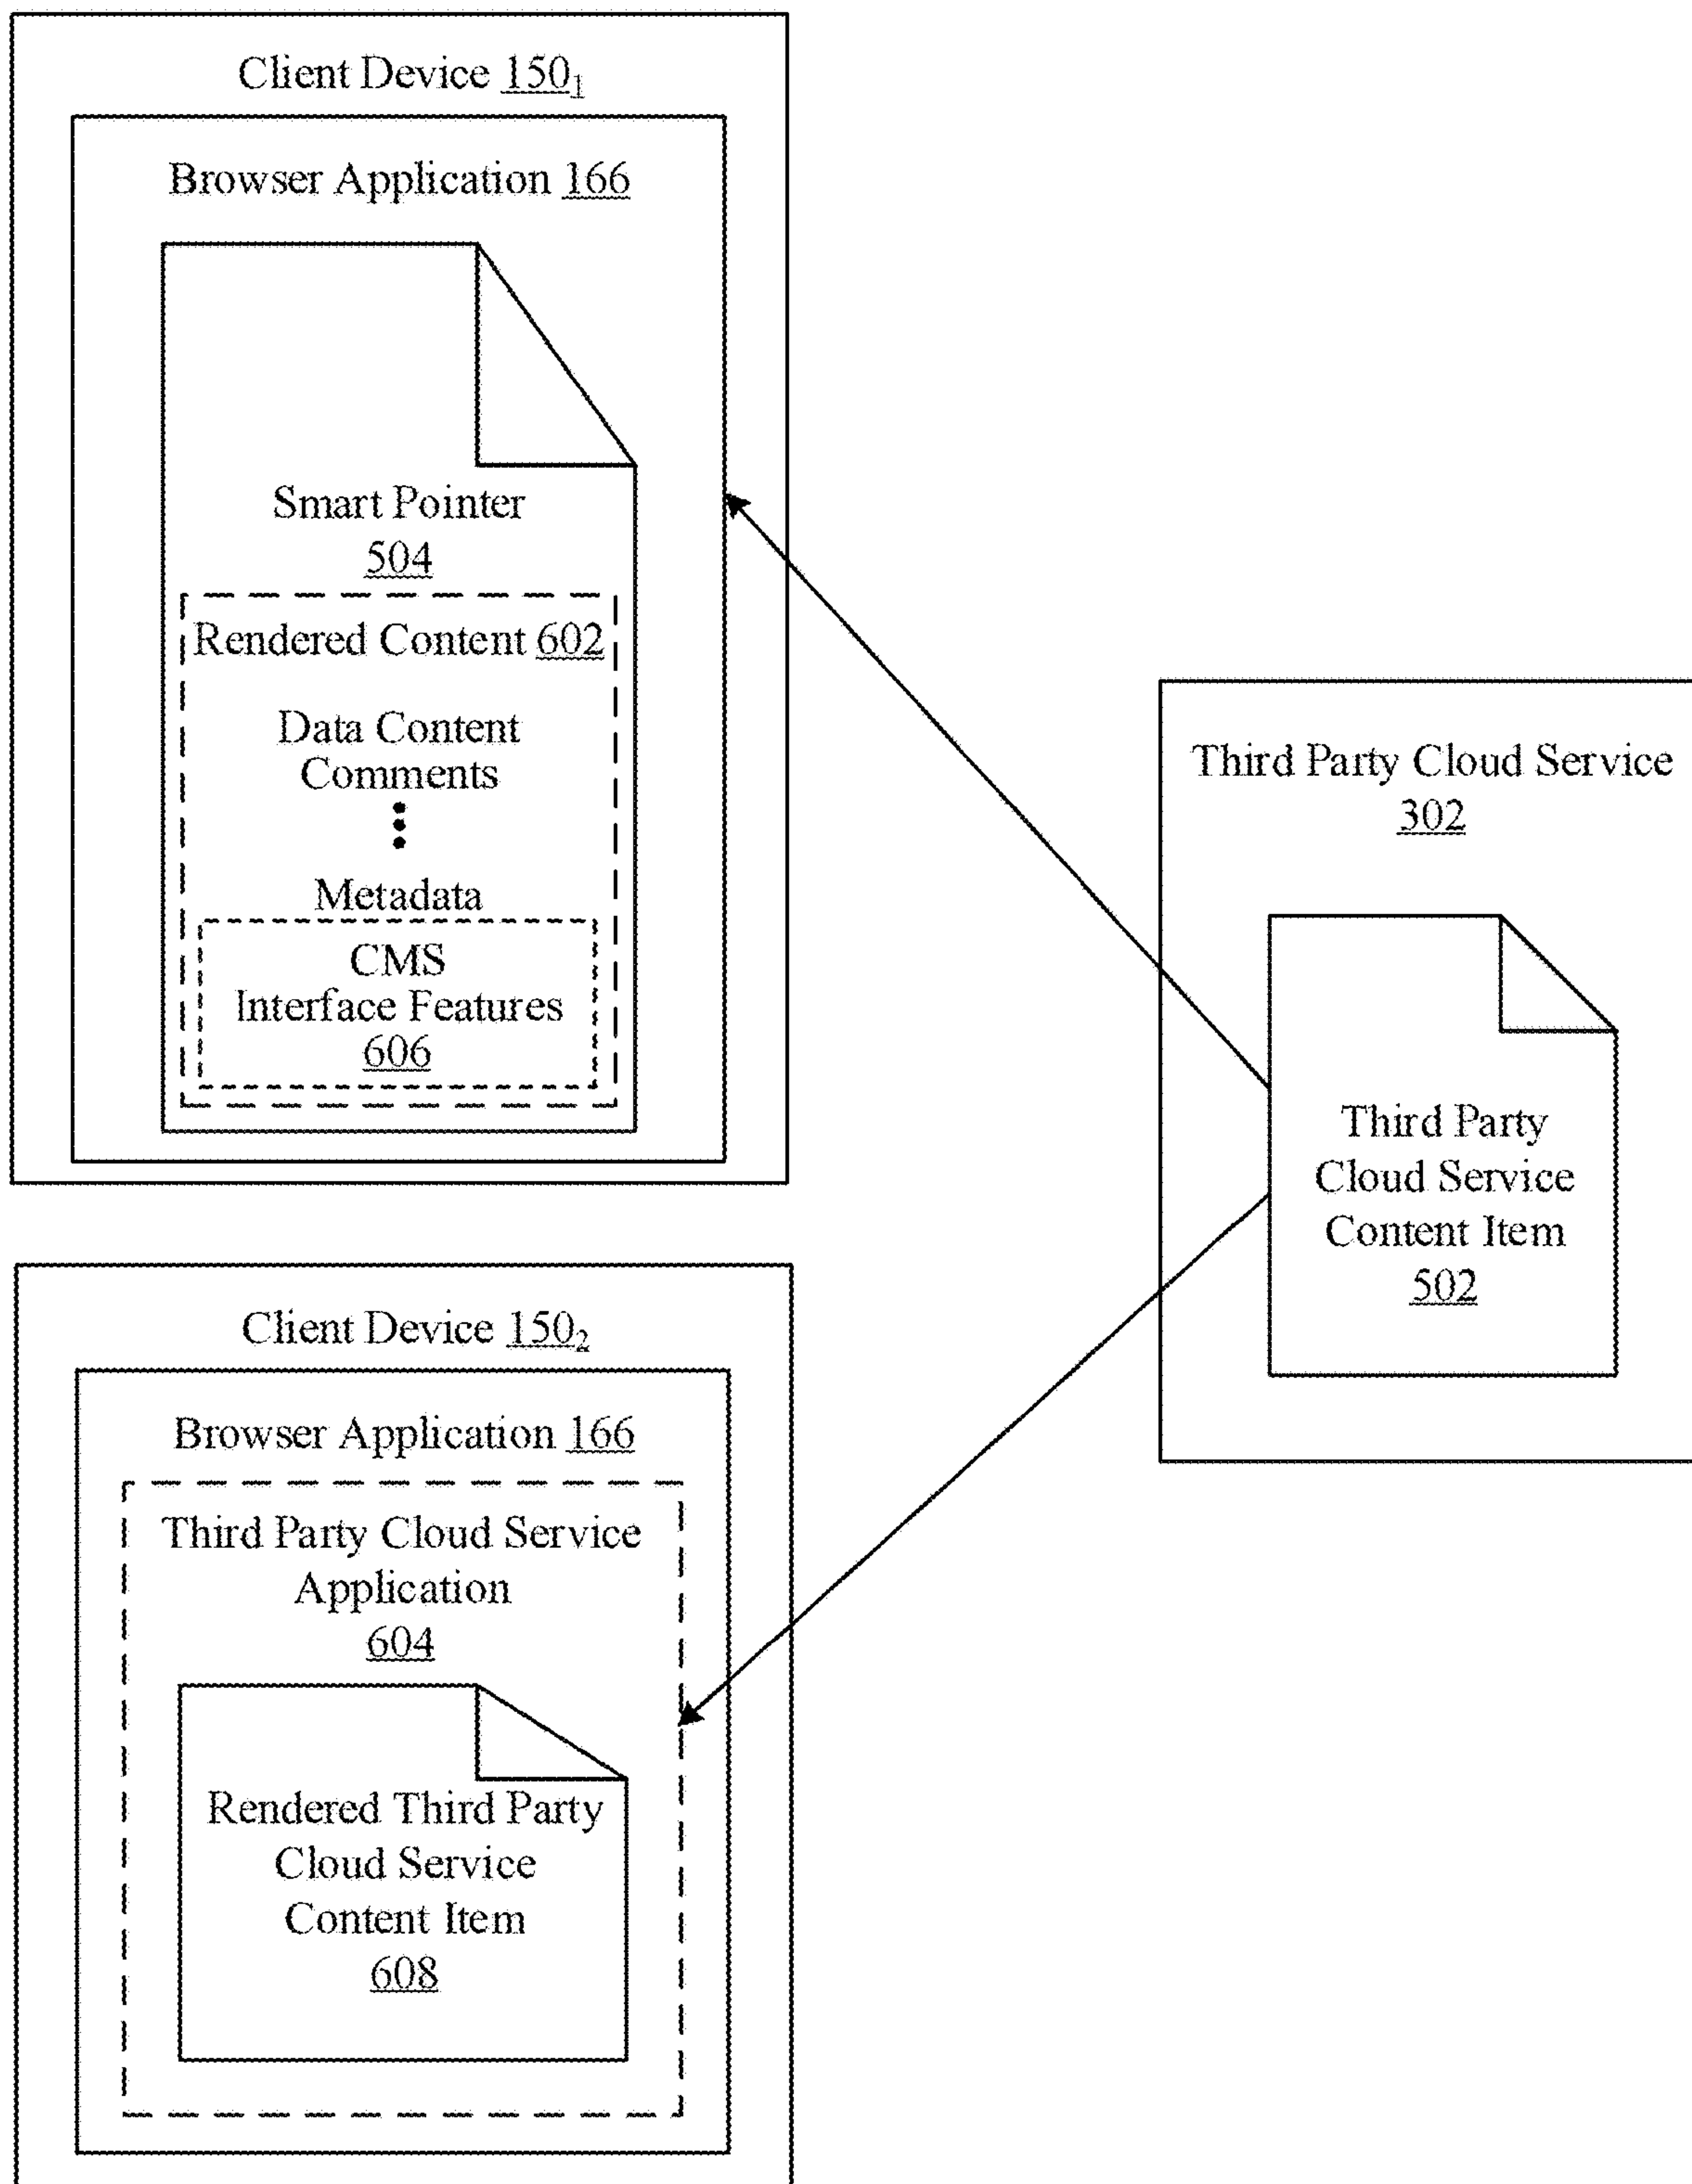 Client Device 150₁
Browser Application 166
Smart Pointer
504
Rendered Content 602
Data Content
Comments
Metadata
CMS
Interface Features
606
Third Party Cloud Service
302
Third Party
Cloud Service
Content Item
502
Client Device 150₂
Browser Application 166
Third Party Cloud Service
Application
604
Rendered Third Party
Cloud Service
Content Item
608